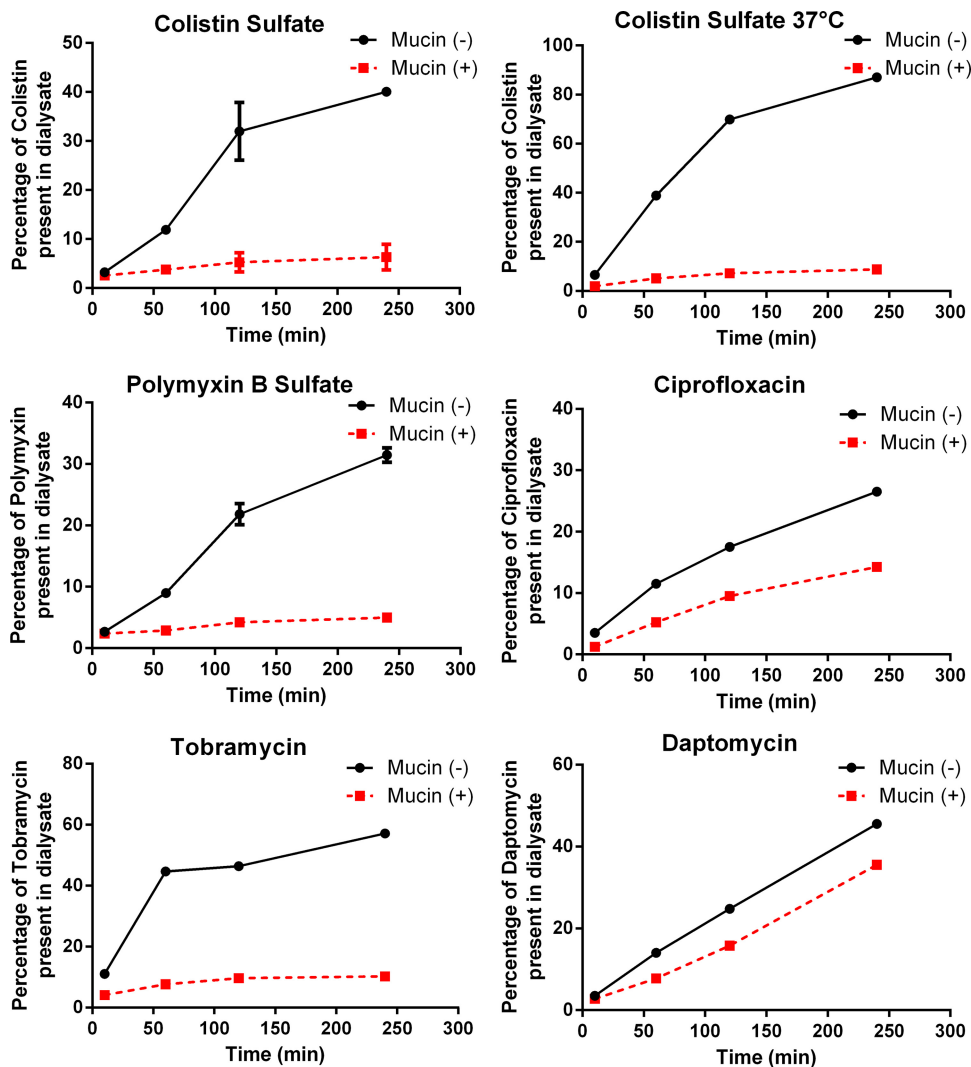 Colistin Sulfate
Mucin (-)
Mucin (+)
Percentage of Colistin
present in dialysate
50
40
30
20
10
0
0 50 100 150 200 250 300
Time (min)
Colistin Sulfate 37°C
Mucin (-)
Mucin (+)
Percentage of Colistin
present in dialysate
100
80
60
40
20
0
0 50 100 150 200 250 300
Time (min)
Polymyxin B Sulfate
Mucin (-)
Mucin (+)
Percentage of Polymyxin
present in dialysate
40
30
20
10
0
0 50 100 150 200 250 300
Time (min)
Ciprofloxacin
Mucin (-)
Mucin (+)
Percentage of Ciprofloxacin
present in dialysate
40
30
20
10
0
0 50 100 150 200 250 300
Time (min)
Tobramycin
Mucin (-)
Mucin (+)
Percentage of Tobramycin
present in dialysate
80
60
40
20
0
0 50 100 150 200 250 300
Time (min)
Daptomycin
Mucin (-)
Mucin (+)
Percentage of Daptomycin
present in dialysate
60
40
20
0
0 50 100 150 200 250 300
Time (min)